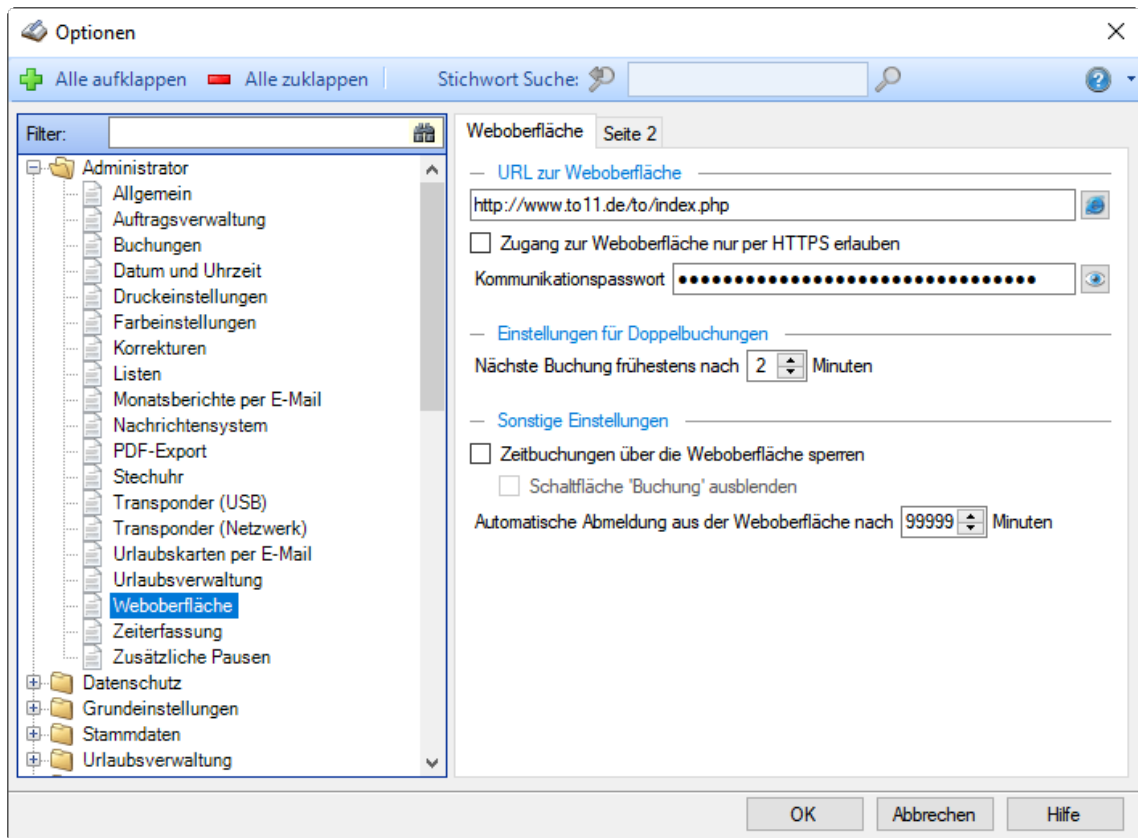 Optionen
Alle aufklappen Alle zuklappen Stichwort Suche:
Filter:
Administrator
Allgemein
Auftragsverwaltung
Buchungen
Datum und Uhrzeit
Druckeinstellungen
Farbeinstellungen
Korrekturen
Listen
Monatsberichte per E-Mail
Nachrichtensystem
PDF-Export
Stechuhr
Transponder (USB)
Transponder (Netzwerk)
Urlaubskarten per E-Mail
Urlaubsverwaltung
Weboberfläche
Zeiterfassung
Zusätzliche Pausen
Datenschutz
Grundeinstellungen
Stammdaten
Urlaubsverwaltung
Weboberfläche Seite 2
URL zur Weboberfläche
http://www.to11.de/to/index.php
Zugang zur Weboberfläche nur per HTTPS erlauben
Kommunikationspasswort ●●●●●●●●●●●●●●●●●●●●●●●●●●●●●●●●
Einstellungen für Doppelbuchungen
Nächste Buchung frühestens nach 2 Minuten
Sonstige Einstellungen
Zeitbuchungen über die Weboberfläche sperren
Schaltfläche 'Buchung' ausblenden
Automatische Abmeldung aus der Weboberfläche nach 99999 Minuten
OK Abbrechen Hilfe